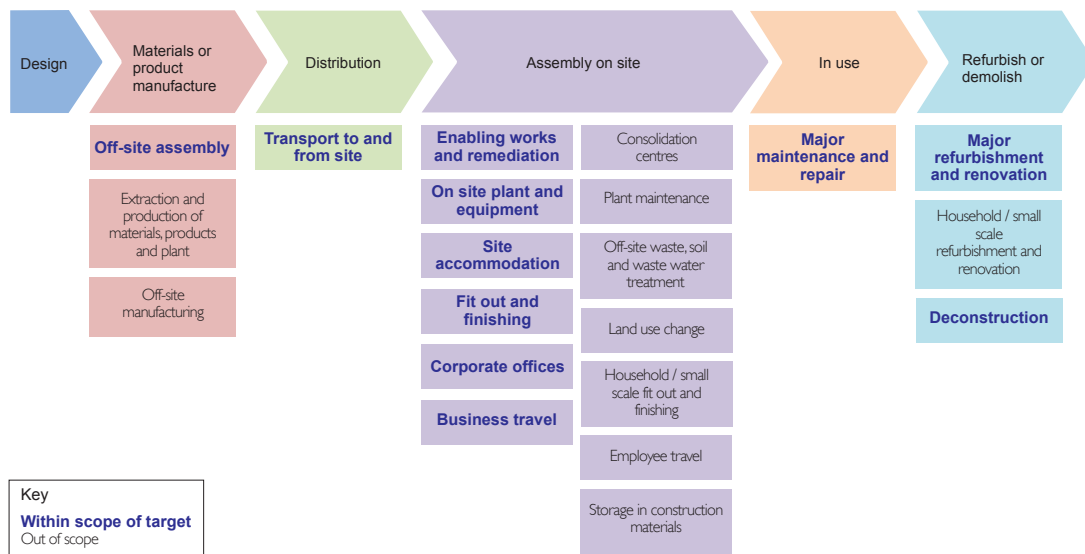 Design
Materials or
product
manufacture
Distribution
Assembly on site
In use
Refurbish or
demolish
Off-site assembly
Extraction and
production of
materials, products
and plant
Off-site
manufacturing
Transport to and
from site
Enabling works
and remediation
On site plant and
equipment
Site
accommodation
Fit out and
finishing
Corporate offices
Business travel
Consolidation
centres
Plant maintenance
Off-site waste, soil
and waste water
treatment
Land use change
Household / small
scale fit out and
finishing
Employee travel
Storage in construction
materials
Major
maintenance and
repair
Major
refurbishment
and renovation
Household / small
scale
refurbishment and
renovation
Deconstruction
Key
Within scope of target
Out of scope